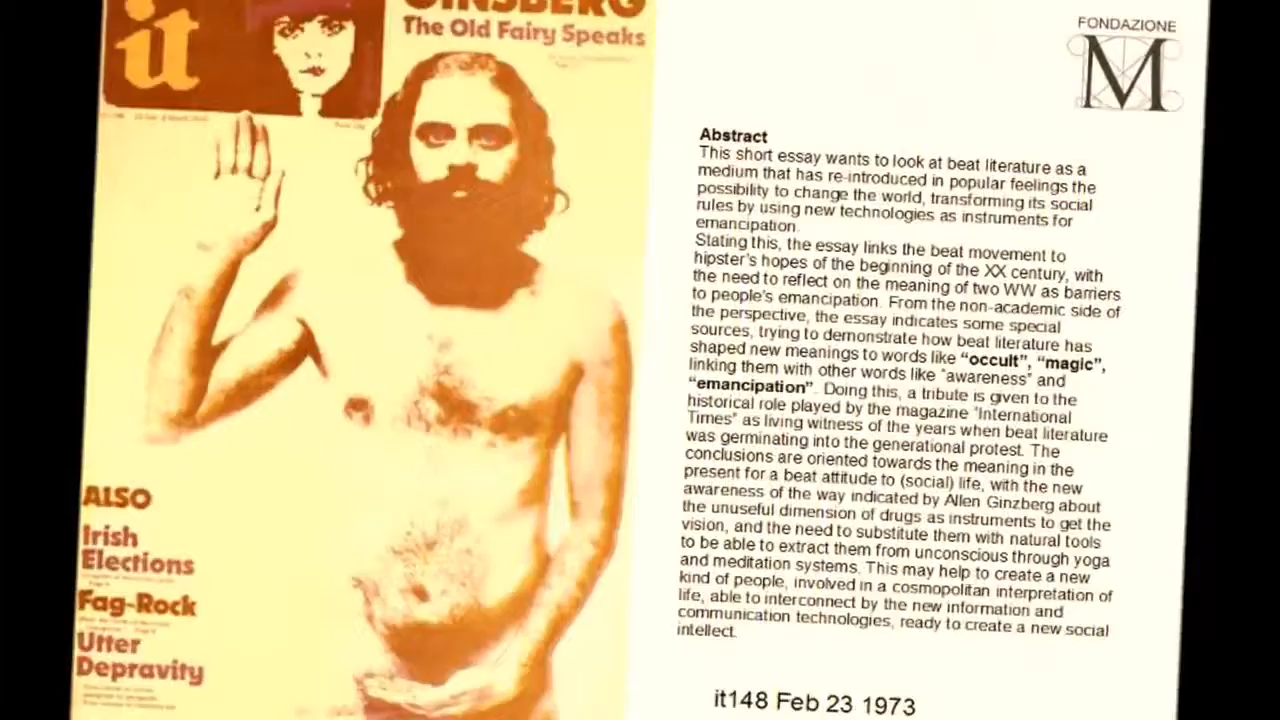 it
GINSBERG
The Old Fairy Speaks
ALSO
Irish
Elections
Fag-Rock
Utter
Depravity
FONDAZIONE
M
Abstract
This short essay wants to look at beat literature as a
medium that has re-introduced in popular feelings the
possibility to change the world, transforming its social
rules by using new technologies as instruments for
emancipation.
Stating this, the essay links the beat movement to
hipster's hopes of the beginning of the XX century, with
the need to reflect on the meaning of two WW as barriers
to people's emancipation. From the non-academic side of
the perspective, the essay indicates some special
sources, trying to demonstrate how beat literature has
shaped new meanings to words like “occult”, “magic”,
linking them with other words like “awareness” and
“emancipation”. Doing this, a tribute is given to the
historical role played by the magazine “International
Times” as living witness of the years when beat literature
was germinating into the generational protest. The
conclusions are oriented towards the meaning in the
present for a beat attitude to (social) life, with the new
awareness of the way indicated by Allen Ginzberg about
the unuseful dimension of drugs as instruments to get the
vision, and the need to substitute them with natural tools
to be able to extract them from unconscious through yoga
and meditation systems. This may help to create a new
kind of people, involved in a cosmopolitan interpretation of
life, able to interconnect by the new information and
communication technologies, ready to create a new social
intellect.
it148 Feb 23 1973